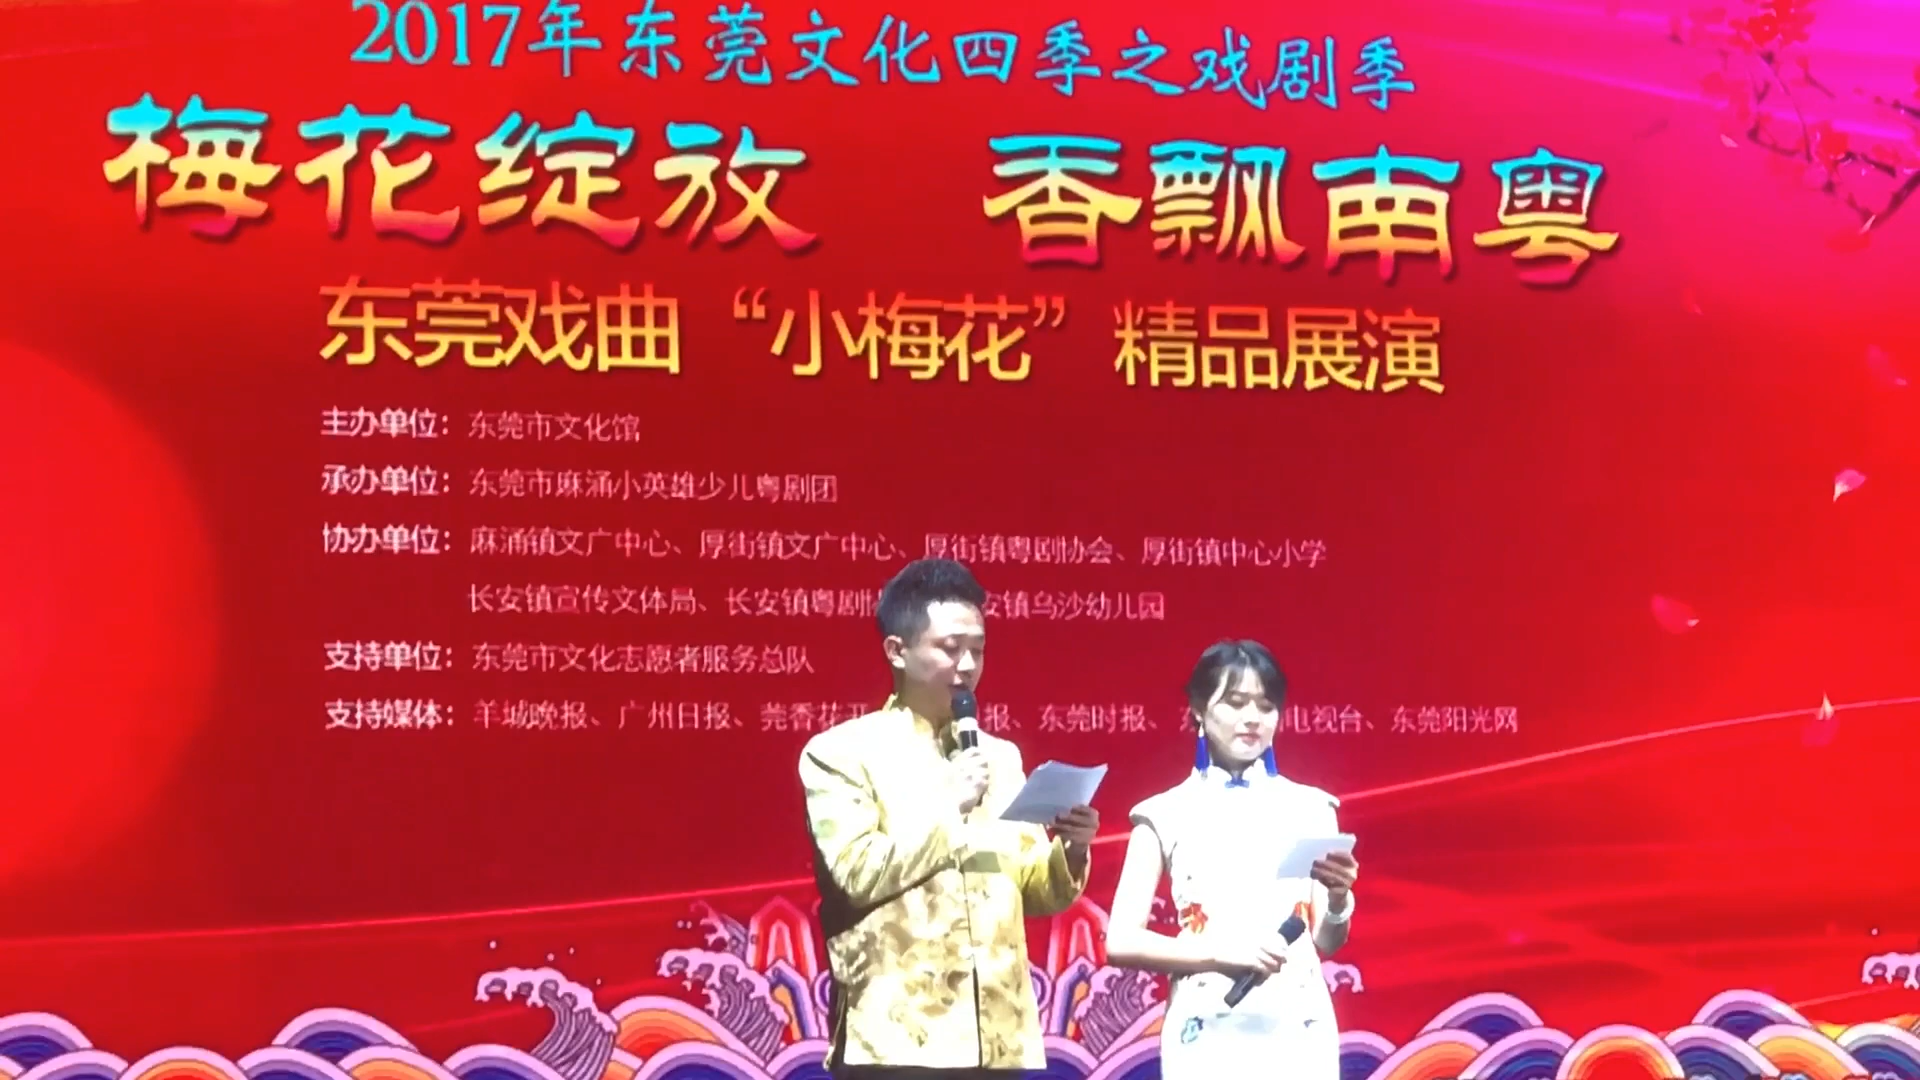 2017年东莞文化四季之戏剧季
梅花绽放 香飘南粤
东莞戏曲“小梅花”精品展演
主办单位：东莞市文化馆
承办单位：东莞市麻涌小英雄少儿粤剧团
协办单位：麻涌镇文广中心、厚街镇文广中心、厚街镇粤剧协会、厚街镇中心小学
长安镇宣传文体局、长安镇粤剧 安镇乌沙幼儿园
支持单位：东莞市文化志愿者服务总队
支持媒体：羊城晚报、广州日报、莞香花开 报、东莞时报、 电视台、东莞阳光网